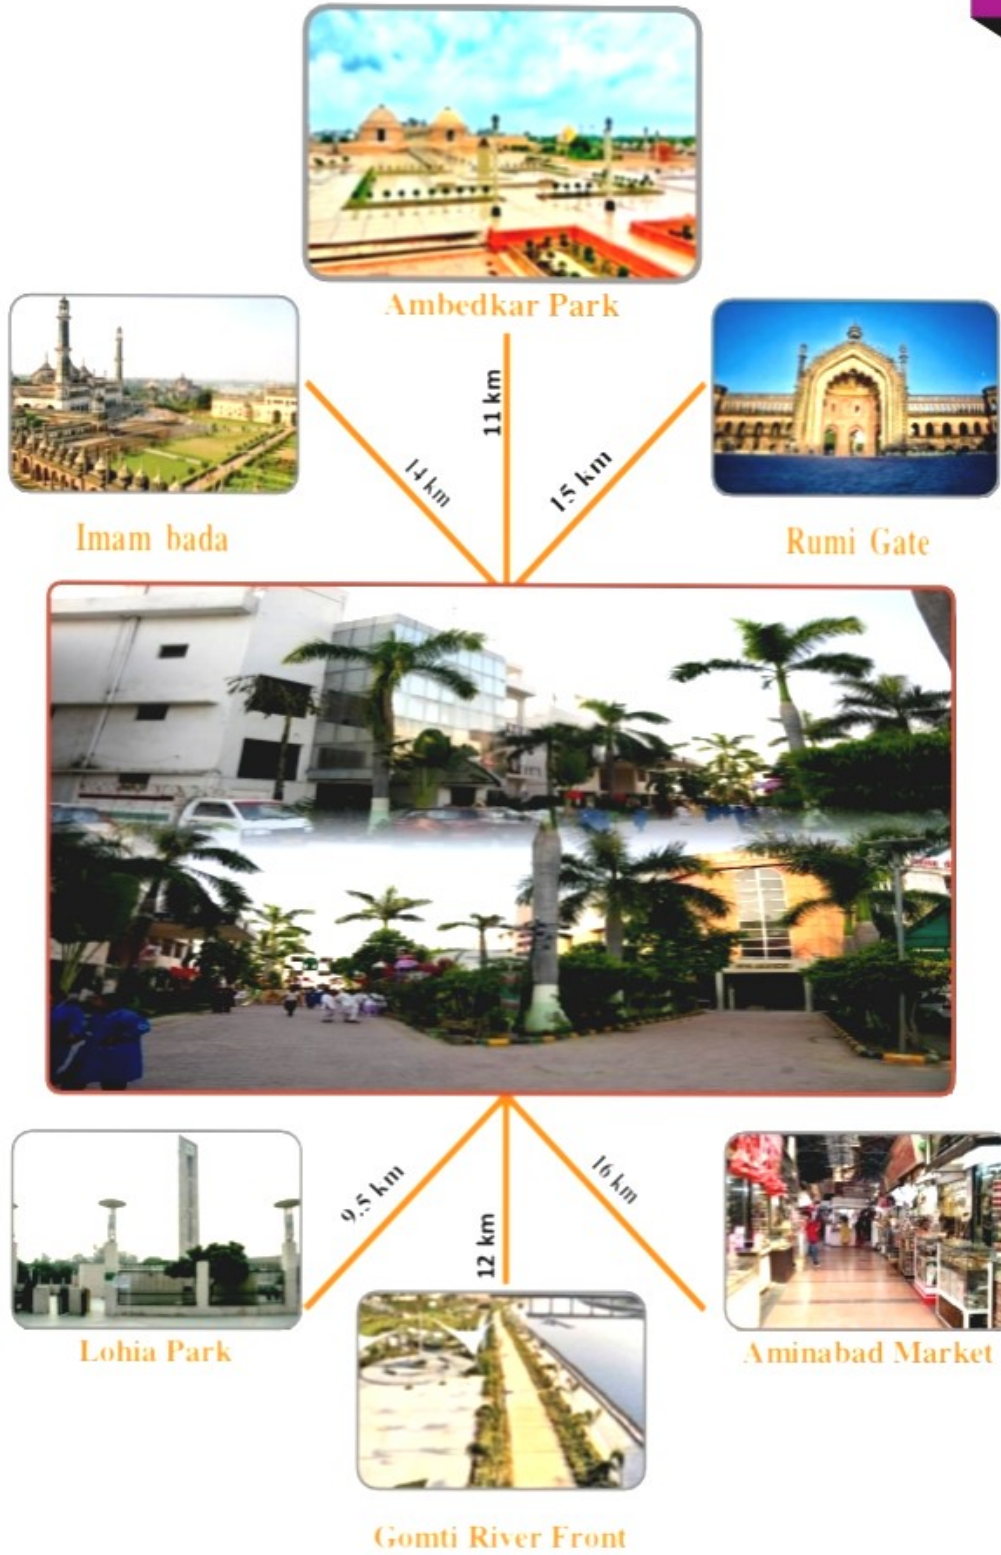 Ambedkar Park
Imam bada
Rumi Gate
14 km
11 km
15 km
9.5 km
12 km
16 km
Lohia Park
Aminabad Market
Gomti River Front